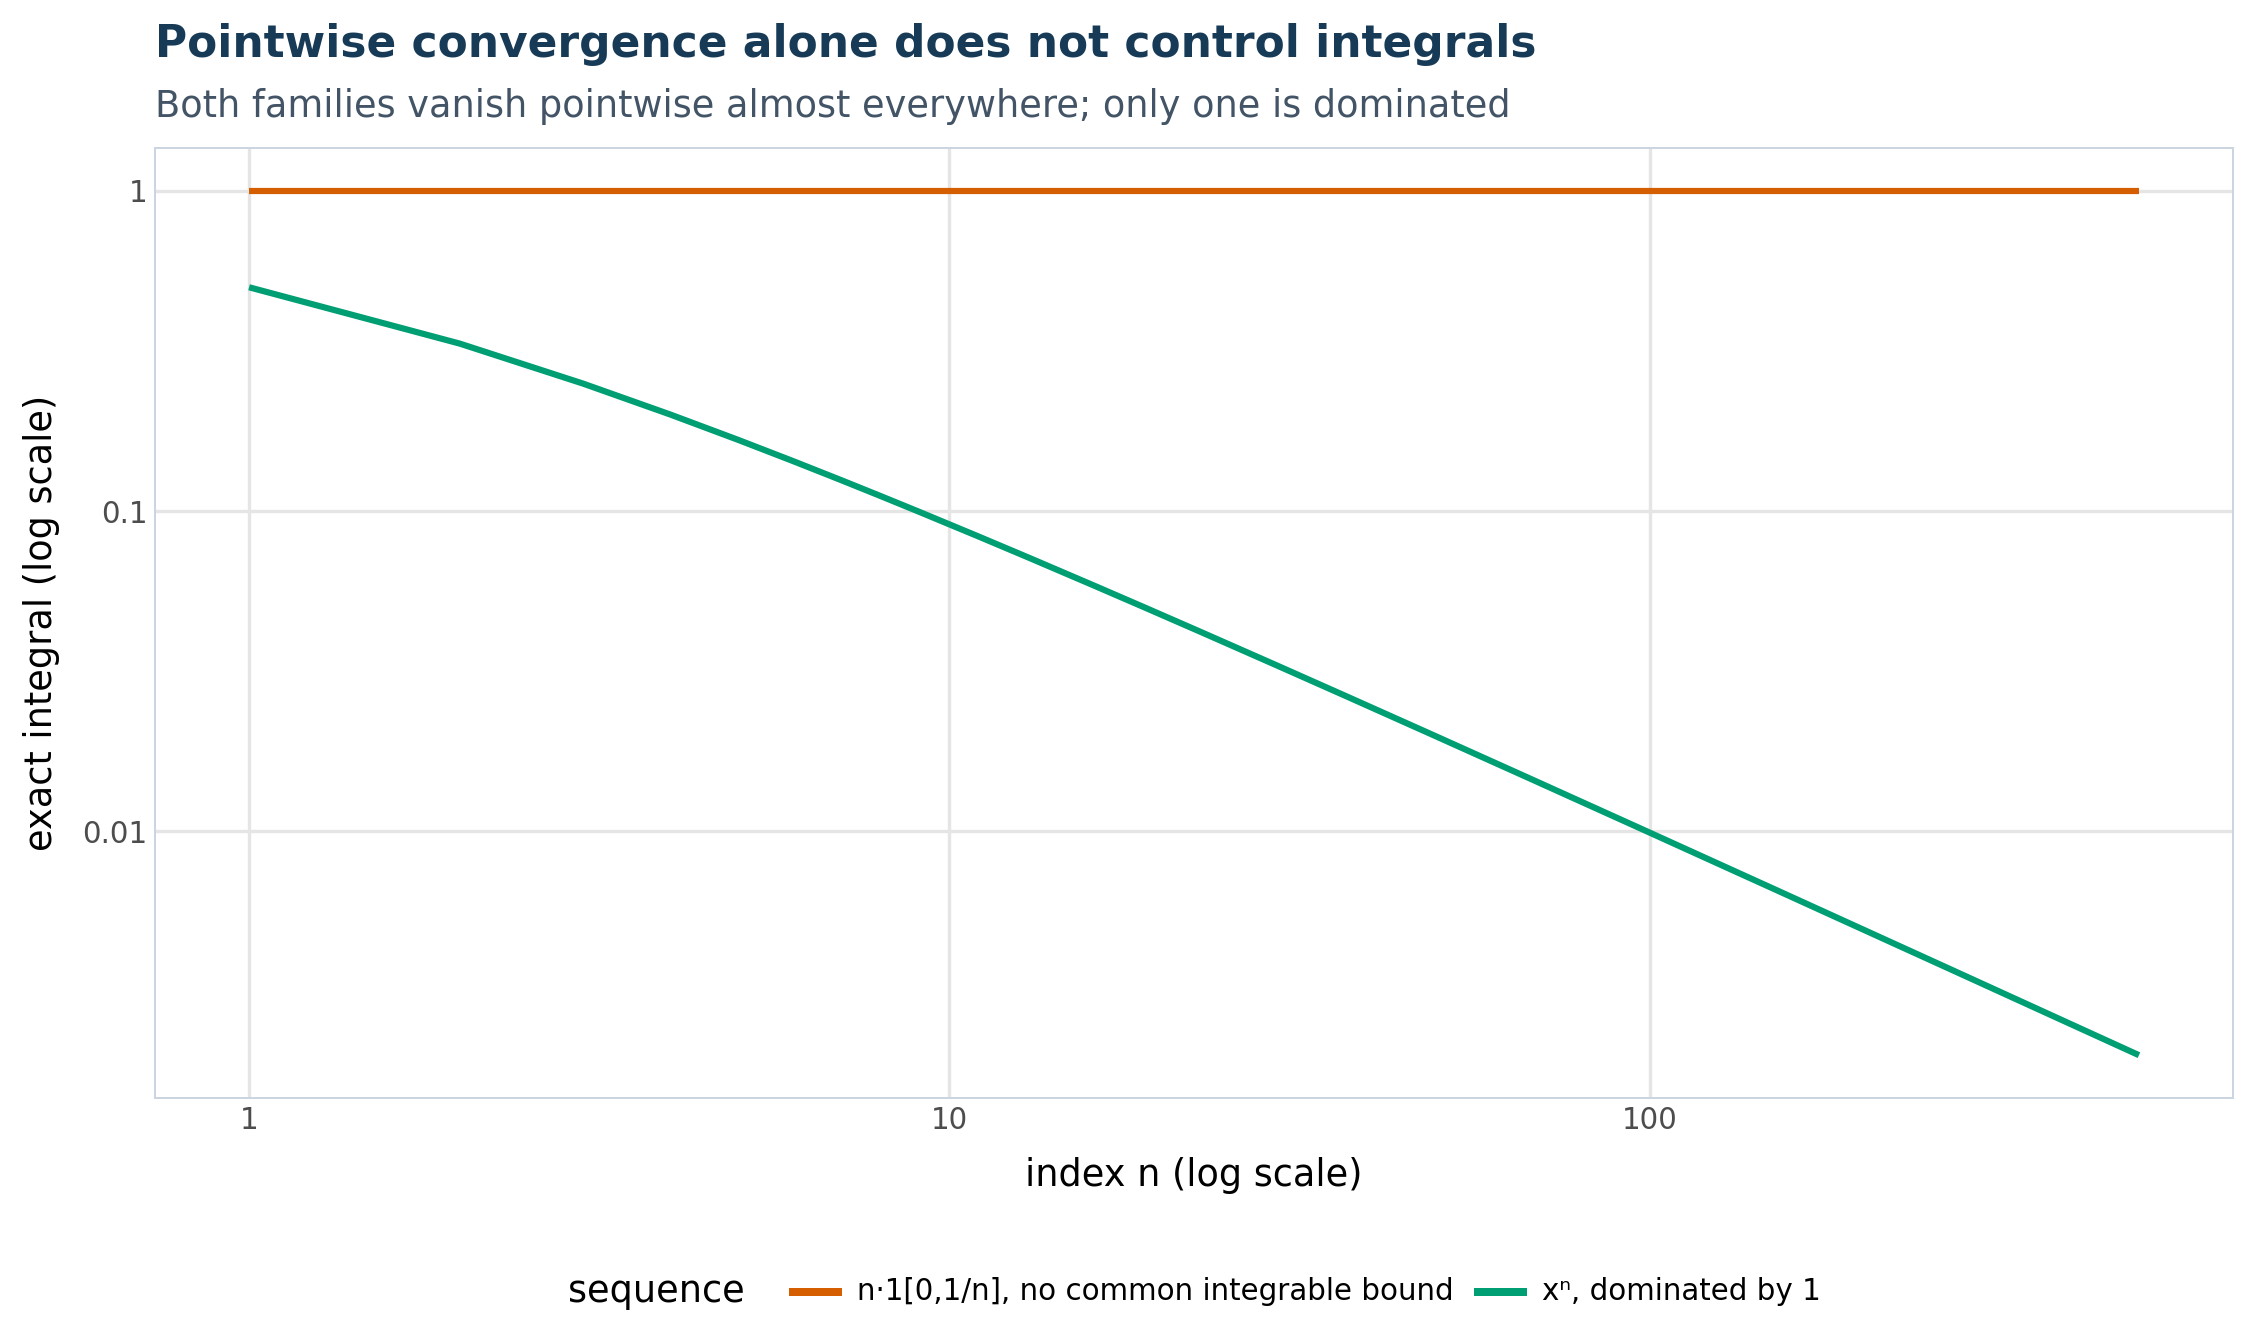 Pointwise convergence alone does not control integrals
Both families vanish pointwise almost everywhere; only one is dominated
exact integral (log scale)
1
0.1
0.01
1 10 100
index n (log scale)
sequence n·1[0,1/n], no common integrable bound xⁿ, dominated by 1